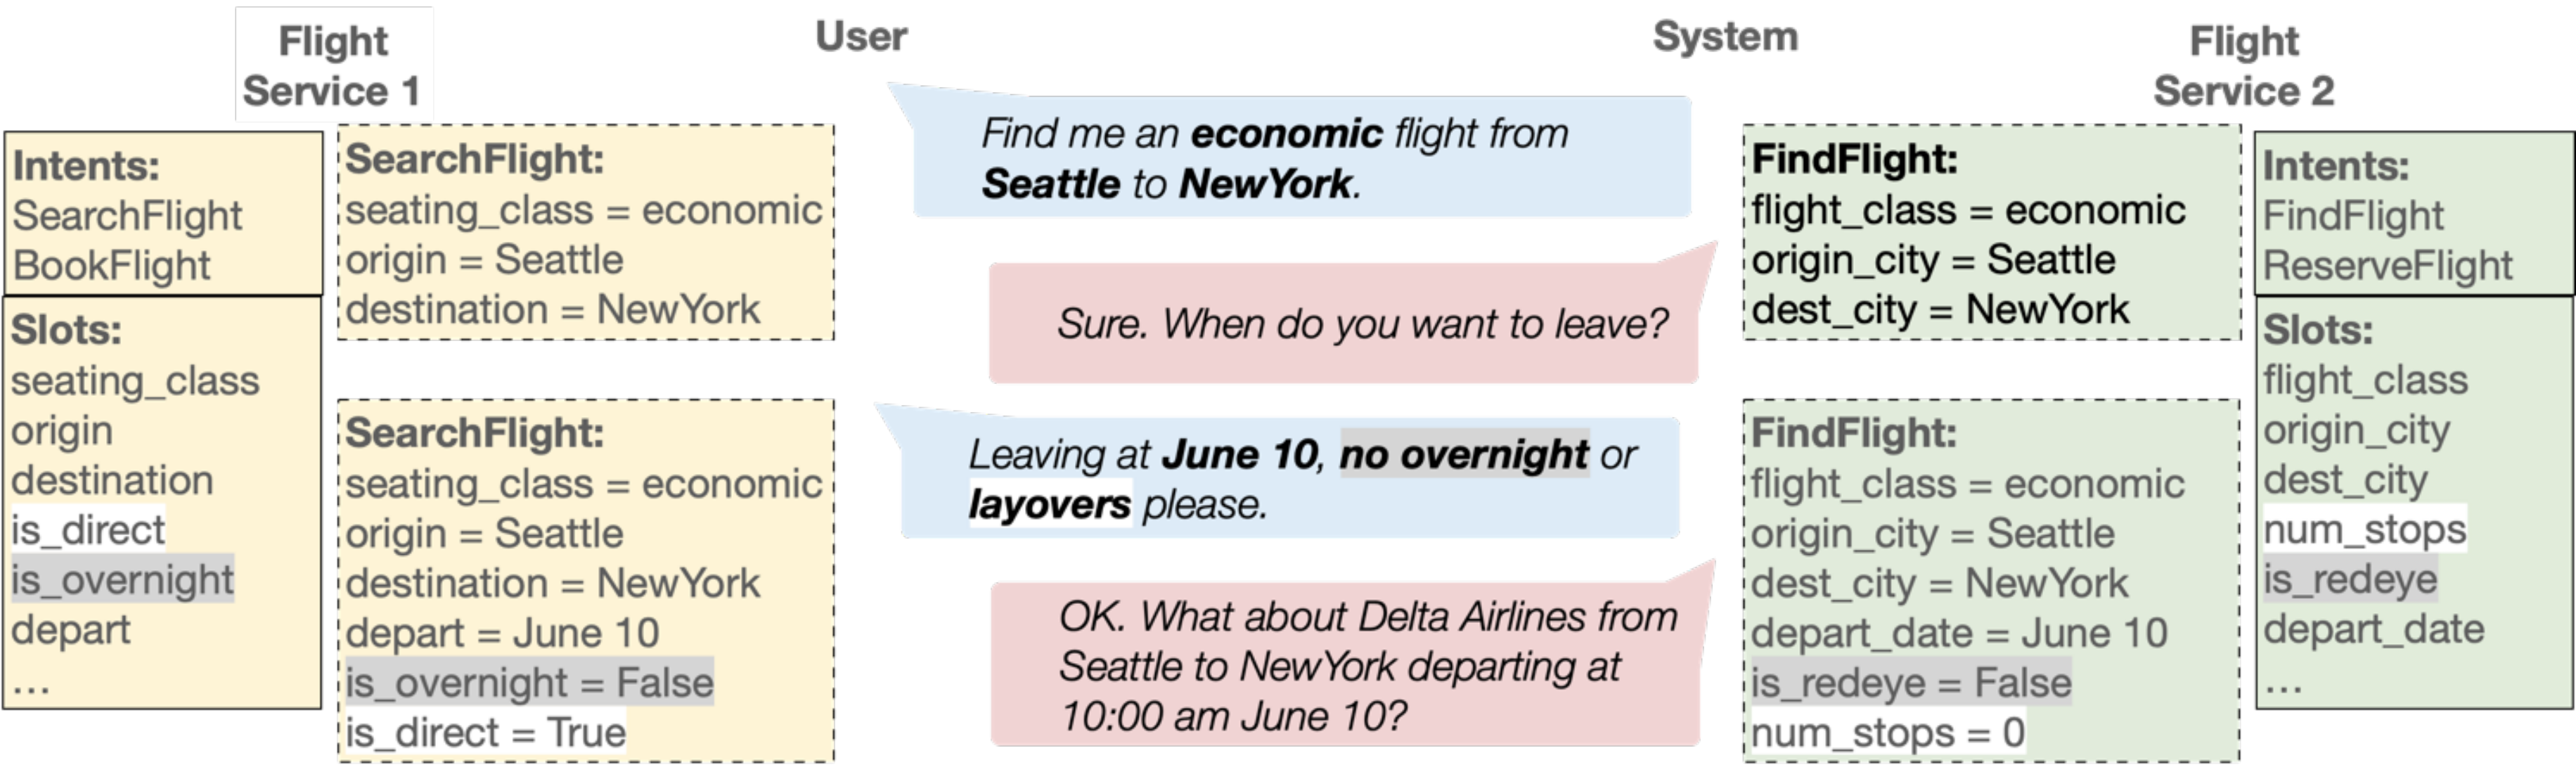 Flight
Service 1
User
System
Flight
Service 2
Intents:
SearchFlight
BookFlight
Slots:
seating_class
origin
destination
is_direct
is_overnight
depart
...
SearchFlight:
seating_class = economic
origin = Seattle
destination = NewYork
SearchFlight:
seating_class = economic
origin = Seattle
destination = NewYork
depart = June 10
is_overnight = False
is_direct = True
Find me an economic flight from
Seattle to NewYork.
Sure. When do you want to leave?
Leaving at June 10, no overnight or
layovers please.
OK. What about Delta Airlines from
Seattle to NewYork departing at
10:00 am June 10?
FindFlight:
flight_class = economic
origin_city = Seattle
dest_city = NewYork
FindFlight:
flight_class = economic
origin_city = Seattle
dest_city = NewYork
depart_date = June 10
is_redeye = False
num_stops = 0
Intents:
FindFlight
ReserveFlight
Slots:
flight_class
origin_city
dest_city
num_stops
is_redeye
depart_date
...